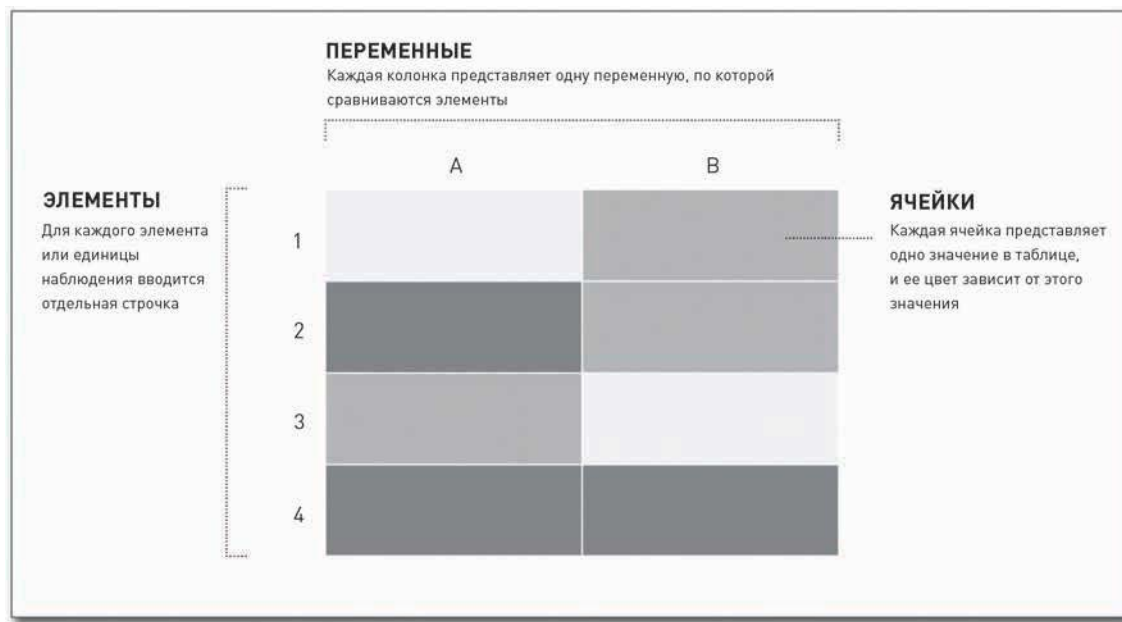 ПЕРЕМЕННЫЕ
Каждая колонка представляет одну переменную, по которой
сравниваются элементы
A
B
ЭЛЕМЕНТЫ
Для каждого элемента
или единицы
наблюдения вводится
отдельная строчка
1
2
3
4
ЯЧЕЙКИ
Каждая ячейка представляет
одно значение в таблице,
и ее цвет зависит от этого
значения